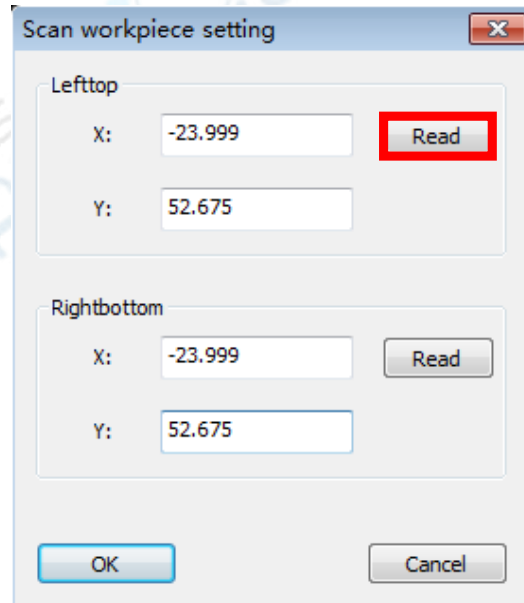 Scan workpiece setting
Lefttop
X: -23.999 Read
Y: 52.675
Rightbottom
X: -23.999 Read
Y: 52.675
OK Cancel